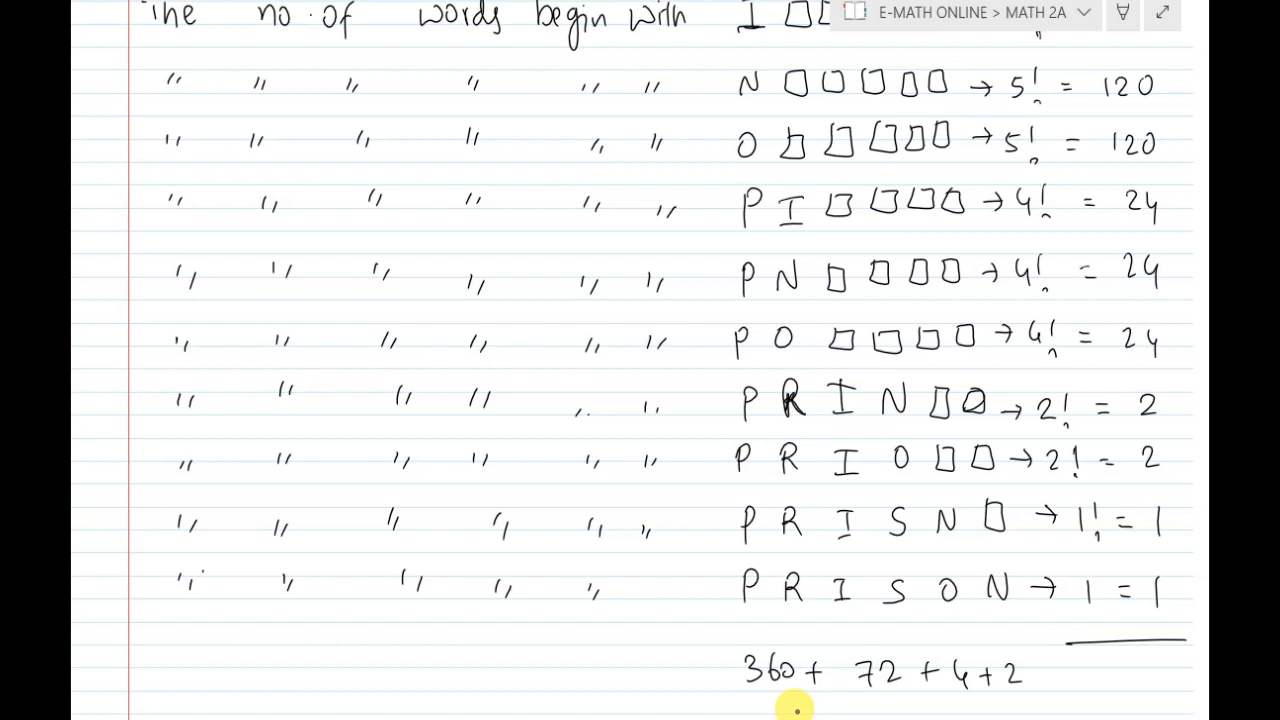 The no. of words begin with I □□
E-MATH ONLINE > MATH 2A
" " " " " " N □ □ □ □ □ → 5! = 120
" " " " " " O □ □ □ □ □ → 5! = 120
" " " " " " P I □ □ □ □ → 4! = 24
" " " " " " P N □ □ □ □ → 4! = 24
" " " " " " P O □ □ □ □ → 4! = 24
" " " " " " P R I N □ □ → 2! = 2
" " " " " " P R I O □ □ → 2! = 2
" " " " " " P R I S N □ → 1! = 1
" " " " " P R I S O N → 1 = 1
360 + 72 + 4 + 2